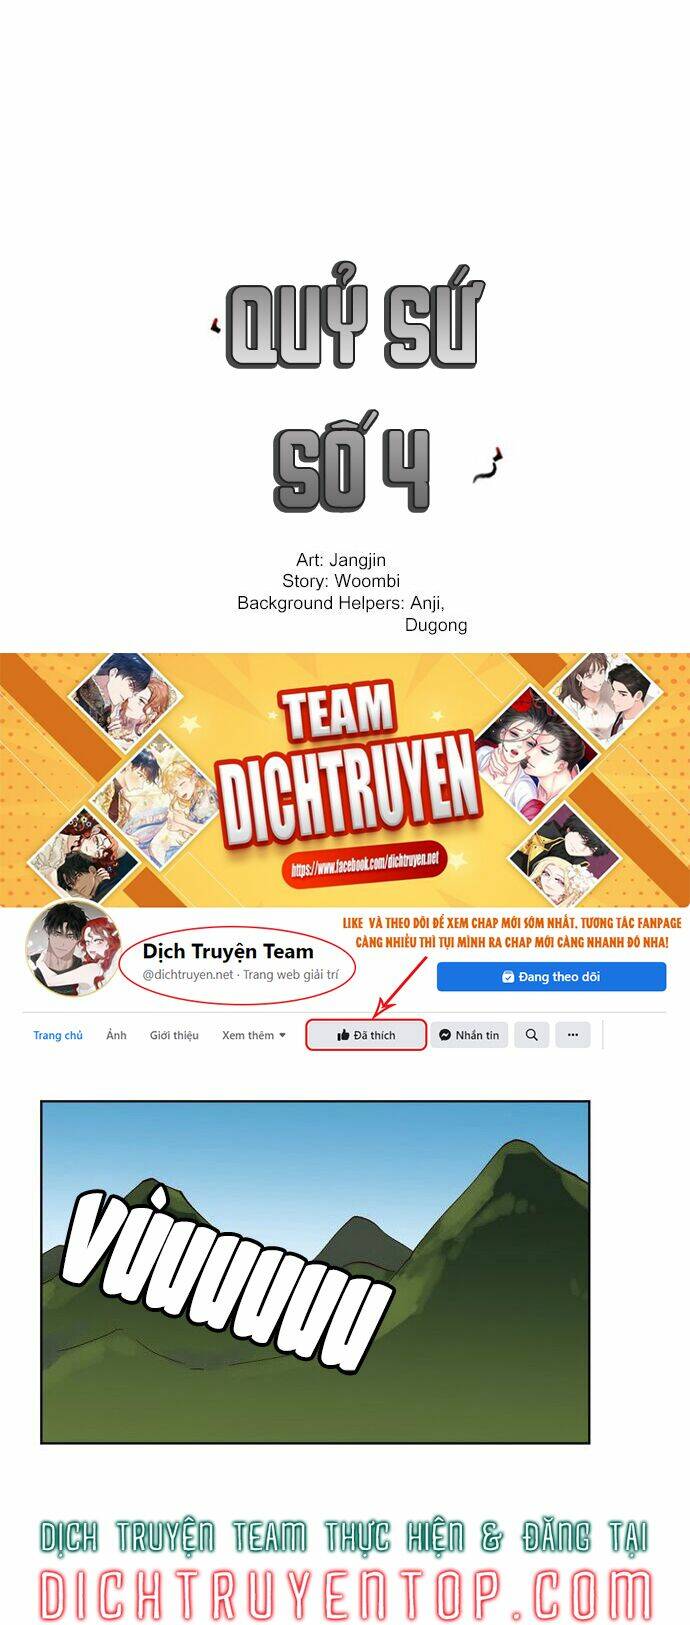 QUỶ SỨ
SỐ 4
Art: Jangjin
Story: Woombi
Background Helpers: Anji,
Dugong
TEAM
DICHTRUYEN
https://www.facebook.com/dichtruyen.net
LIKE VÀ THEO DÕI ĐỂ XEM CHAP MỚI SỚM NHẤT, TƯƠNG TÁC FANPAGE
CÀNG NHIỀU THÌ TỤI MÌNH RA CHAP MỚI CÀNG NHANH ĐÓ NHA!
Dịch Truyện Team
@dichtruyen.net · Trang web giải trí
Đang theo dõi
Trang chủ Ảnh Giới thiệu Xem thêm Đã thích Nhắn tin
VÙUUUUUU
DỊCH TRUYỆN TEAM THỰC HIỆN & ĐĂNG TẠI
DICHTRUYENTOP.COM